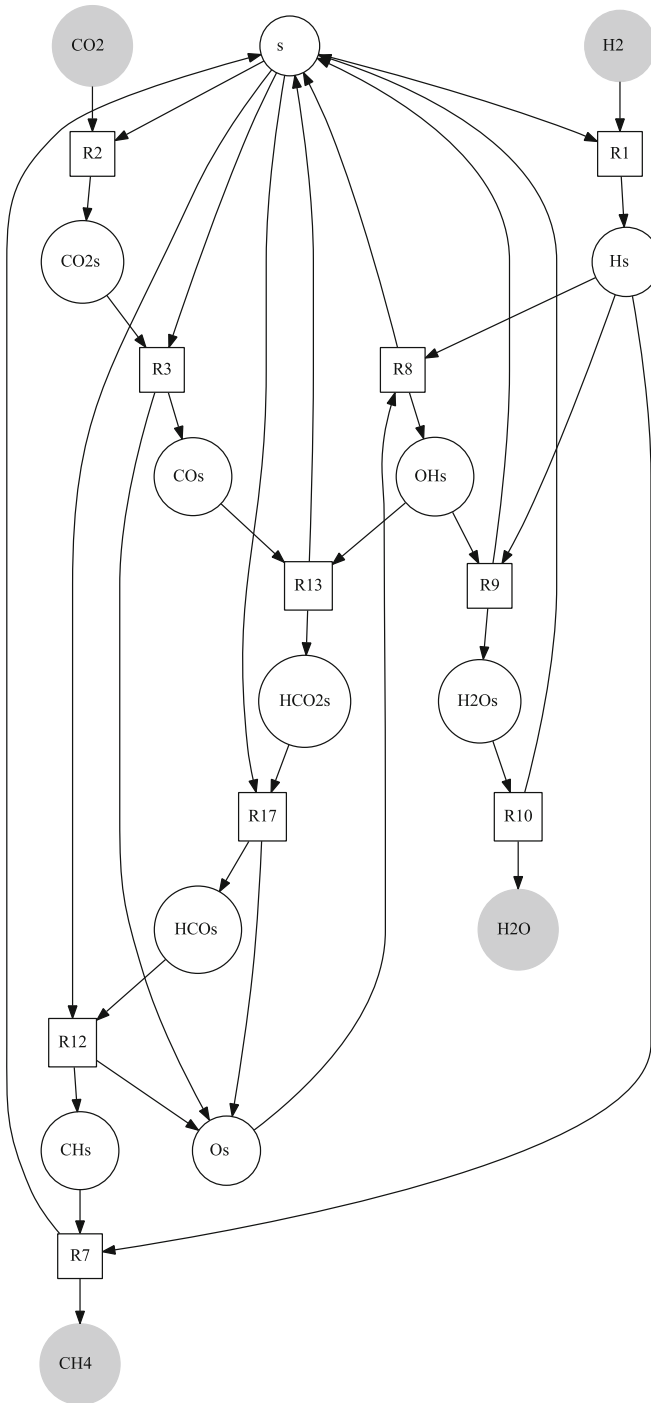 CO2
s
H2
R2
R1
CO2s
Hs
R3
R8
COs
OHs
R13
R9
HCO2s
H2Os
R17
R10
HCOs
H2O
R12
CHs
Os
R7
CH4